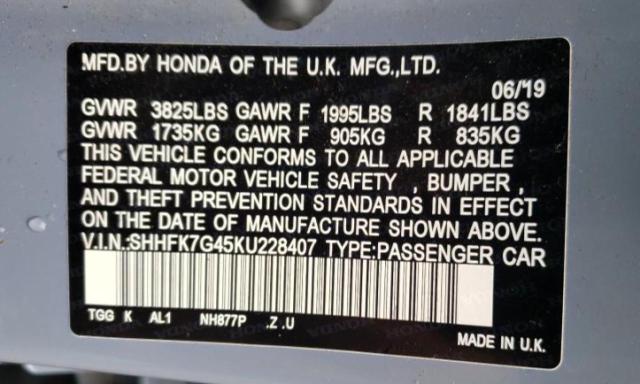 MFD.BY HONDA OF THE U.K. MFG.,LTD.
06/19
GVWR 3825LBS GAWR F 1995LBS R 1841LBS
GVWR 1735KG GAWR F 905KG R 835KG
THIS VEHICLE CONFORMS TO ALL APPLICABLE
FEDERAL MOTOR VEHICLE SAFETY , BUMPER ,
AND THEFT PREVENTION STANDARDS IN EFFECT
ON THE DATE OF MANUFACTURE SHOWN ABOVE.
V.I.N.:SHHFK7G45KU228407 TYPE:PASSENGER CAR
TGG K AL1 NH877P .Z .U
MADE IN U.K.